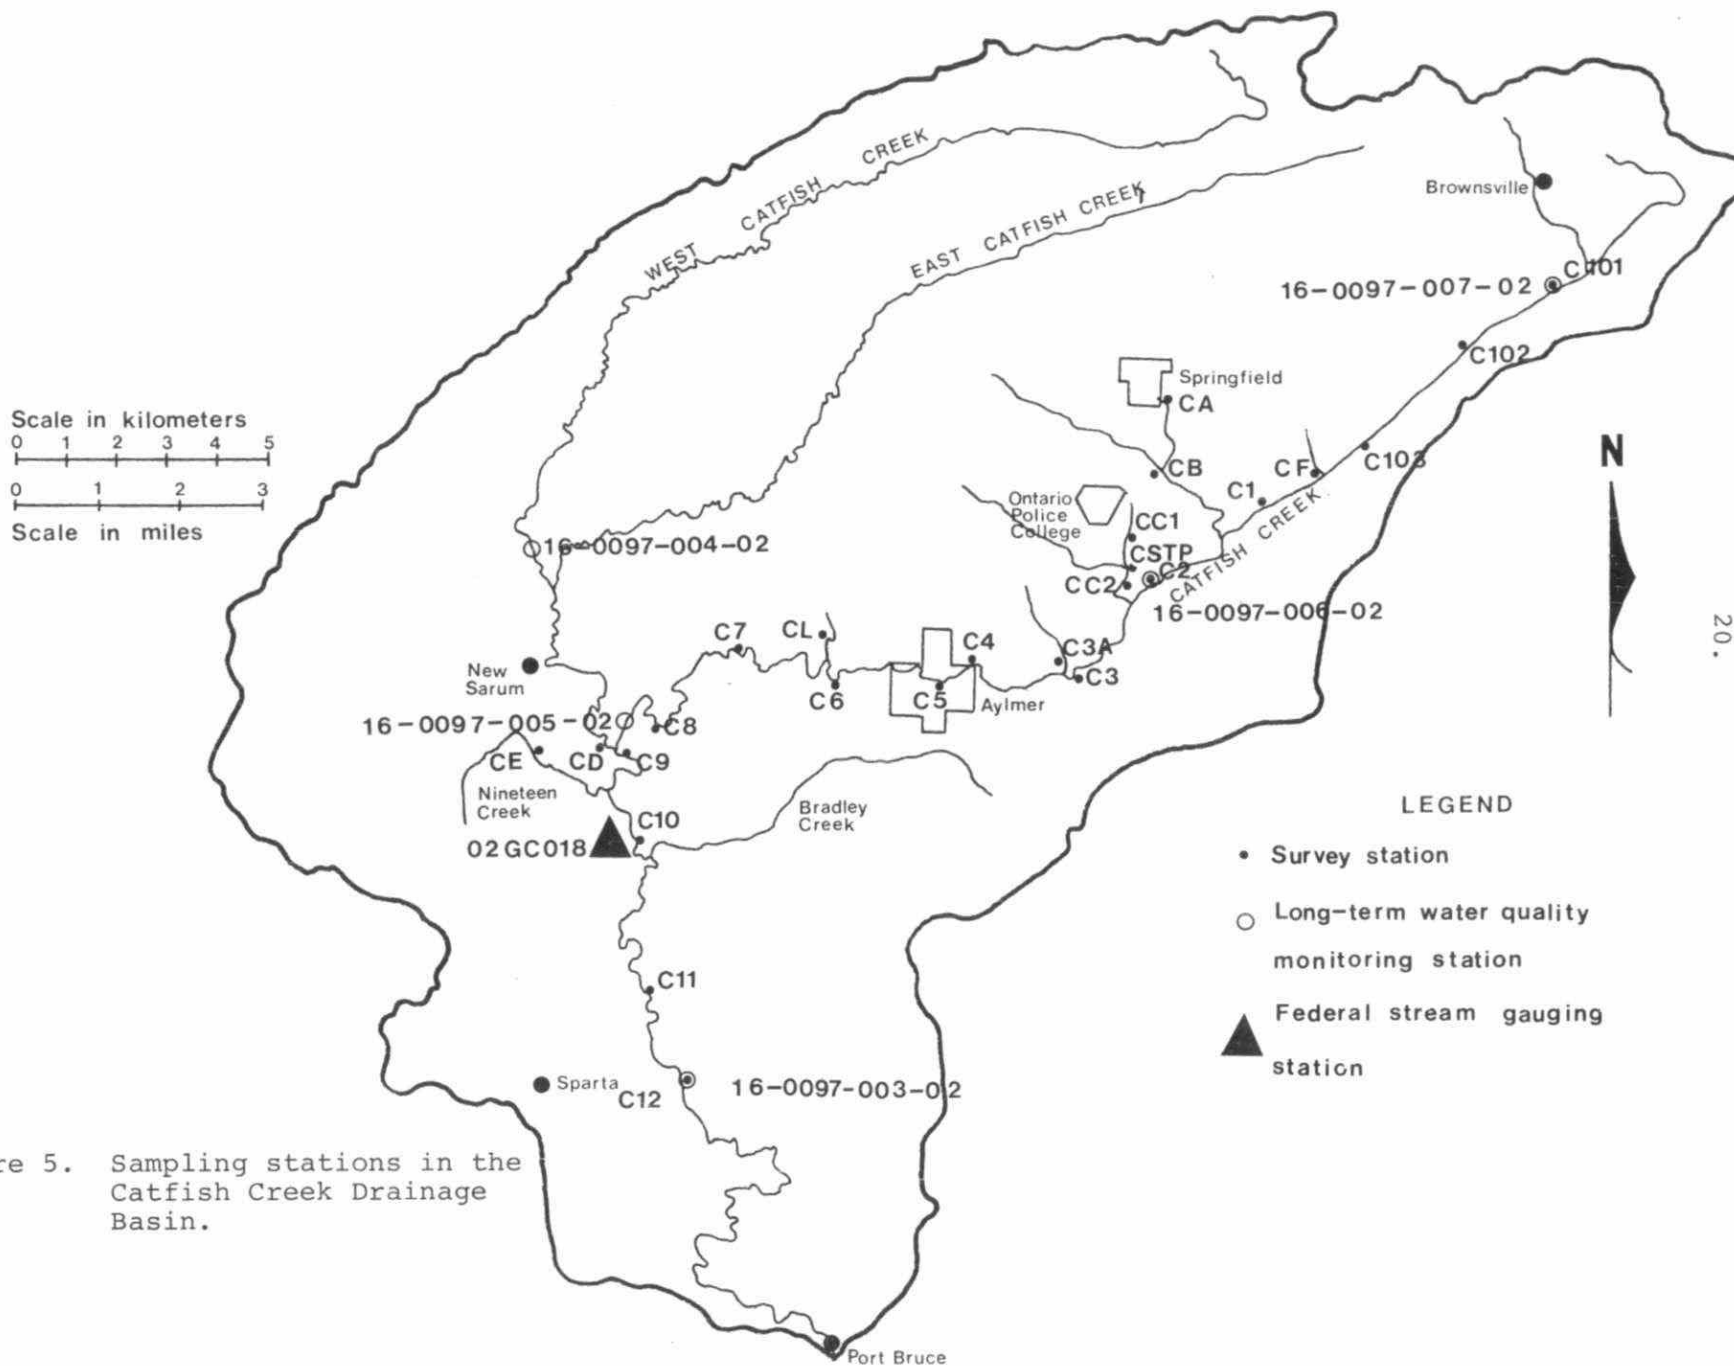 WEST CATFISH CREEK
EAST CATFISH CREEK
Brownsville
C101
16-0097-007-02
C102
Springfield
CA
Scale in kilometers
0 1 2 3 4 5
0 1 2 3
Scale in miles
N
C103
CF
CB
C1
Ontario
Police
College
CC1
CSTP
CC2
C2
CATFISH CREEK
16-0097-004-02
16-0097-006-02
20.
C7
CL
C4
C3A
C3
New
Sarum
C6
C5
Aylmer
16-0097-005-02
C8
CE
CD
C9
Nineteen
Creek
Bradley
Creek
C10
02GC018
LEGEND
Survey station
Long-term water quality
monitoring station
Federal stream gauging
station
C11
Sparta
C12
16-0097-003-02
re 5. Sampling stations in the
Catfish Creek Drainage
Basin.
Port Bruce